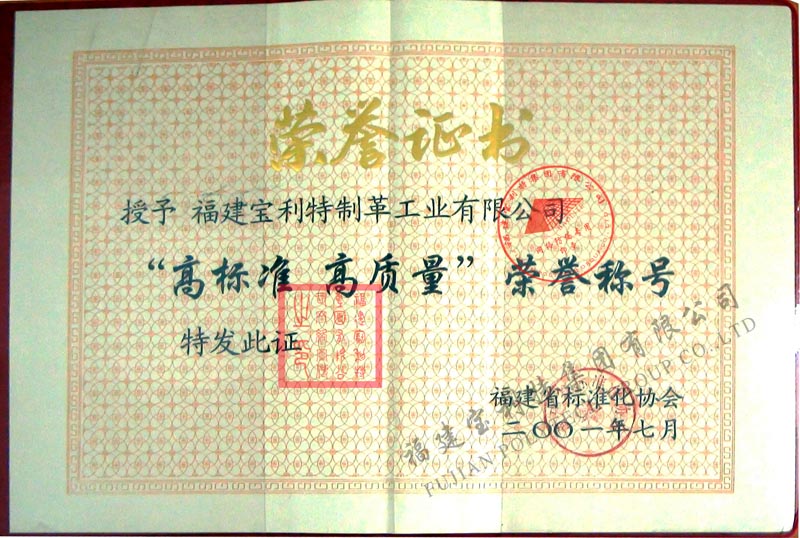 荣誉证书
授予 福建宝利特制革工业有限公司
“高标准 高质量” 荣誉称号
特发此证
福建省标准化协会
二〇〇一年七月
福建宝利特集团有限公司
FUJIAN POLYTECH GROUP CO.,LTD